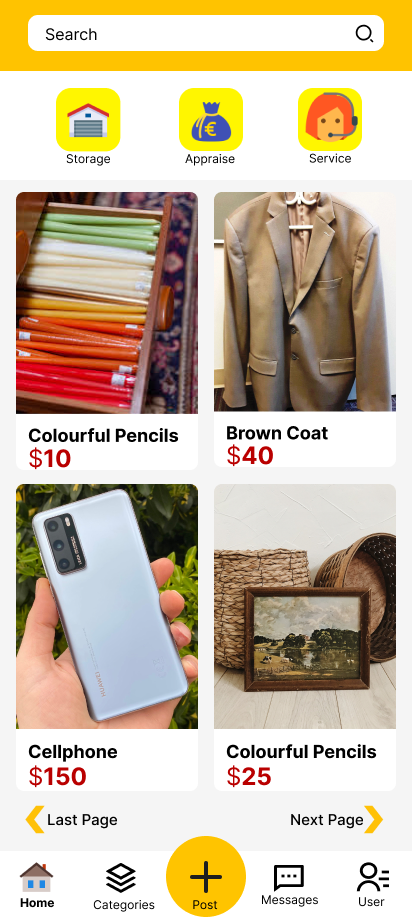 Search
Storage
Appraise
Service
Colourful Pencils
$10
Brown Coat
$40
HUAWEI
Cellphone
$150
Colourful Pencils
$25
Last Page
Next Page
Home
Categories
Post
Messages
User